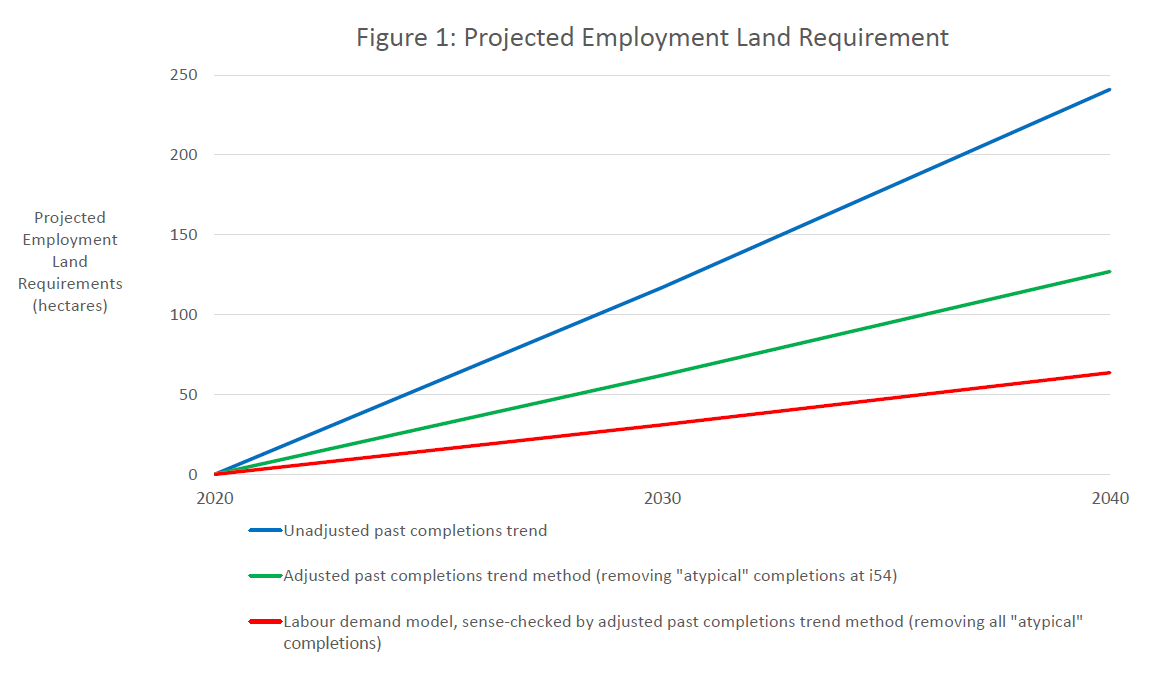 Figure 1: Projected Employment Land Requirement
250
200
150
100
50
0
Projected
Employment
Land
Requirements
(hectares)
2020
2030
2040
Unadjusted past completions trend
Adjusted past completions trend method (removing "atypical" completions at i54)
Labour demand model, sense-checked by adjusted past completions trend method (removing all "atypical"
completions)